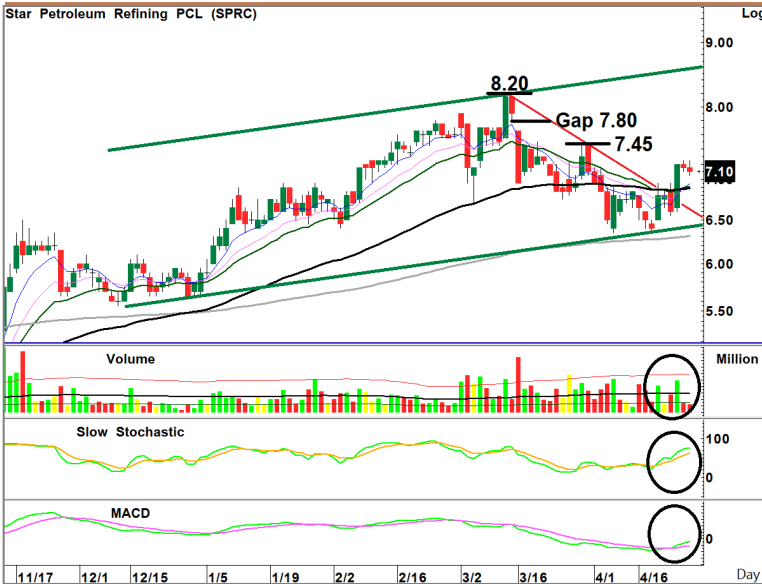 Star Petroleum Refining PCL (SPRC)
Log
9.00
8.20
8.00
Gap 7.80
7.45
7.10
6.50
6.00
5.50
Volume
Million
Slow Stochastic
100
0
MACD
0
11/17 12/1 12/15 1/5 1/19 2/2 2/16 3/2 3/16 4/1 4/16 Day